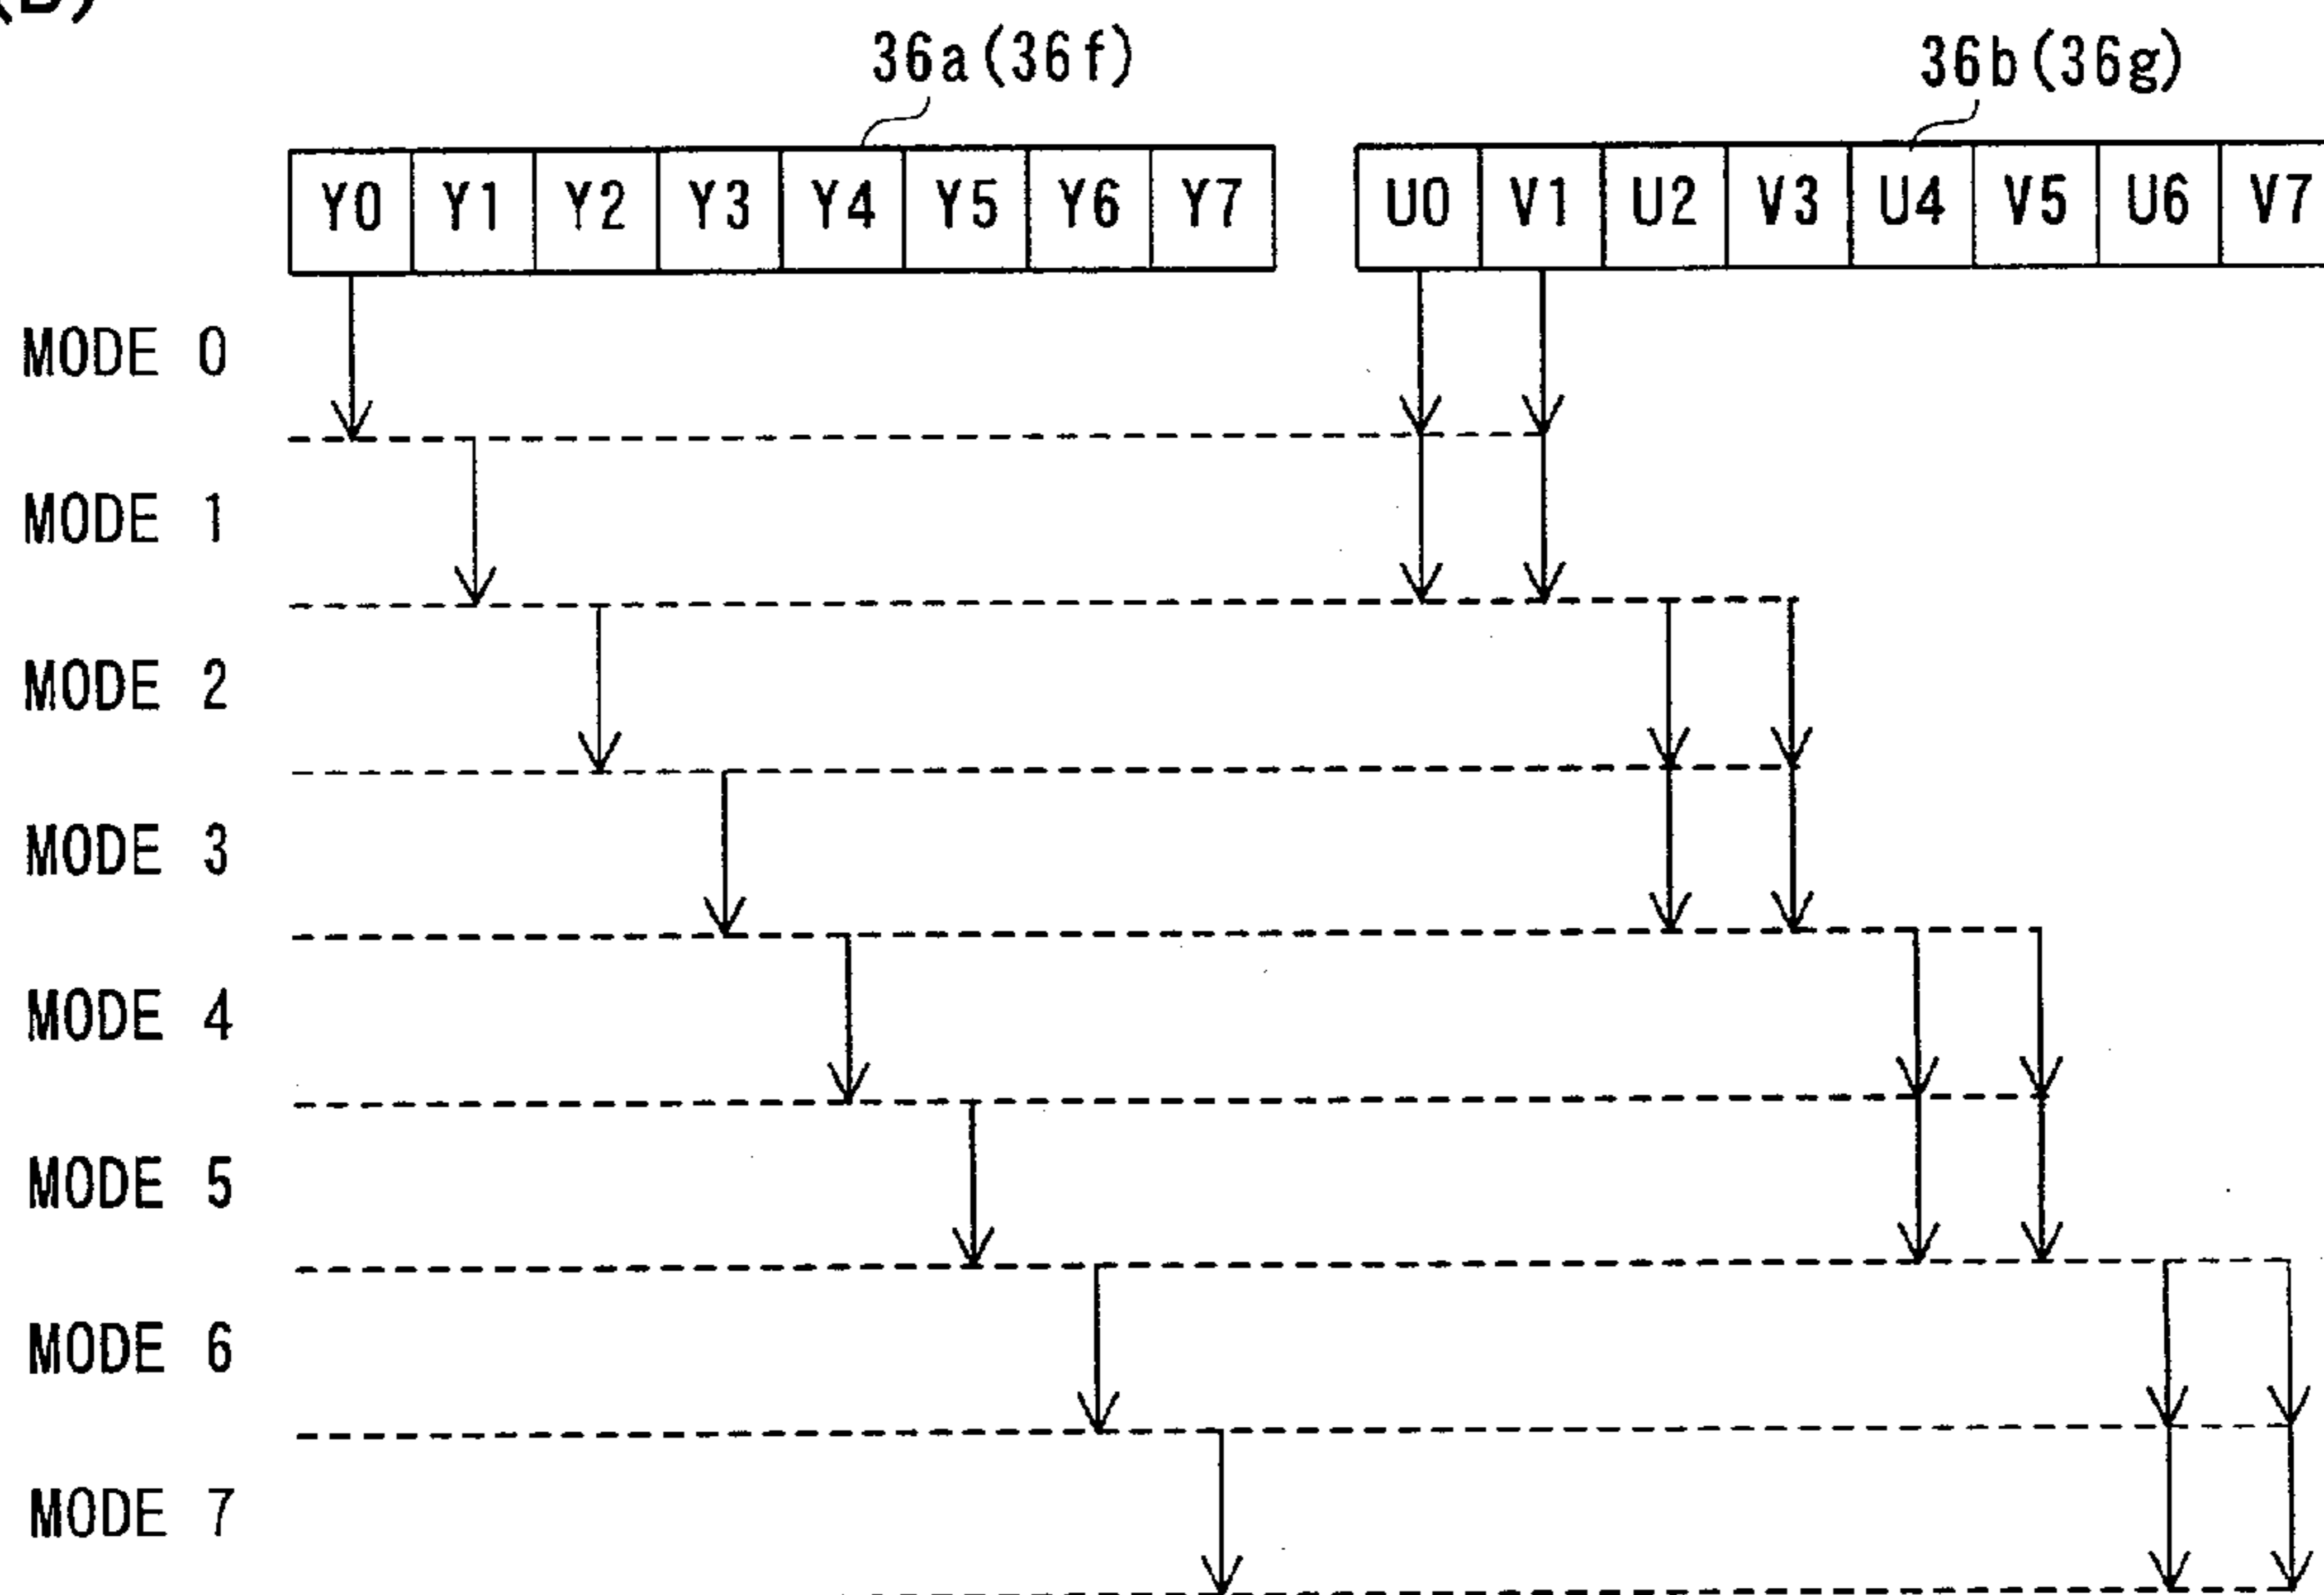 (B)
36a(36f) 36b(36g)
Y0 Y1 Y2 Y3 Y4 Y5 Y6 Y7 U0 V1 U2 V3 U4 V5 U6 V7
MODE 0
MODE 1
MODE 2
MODE 3
MODE 4
MODE 5
MODE 6
MODE 7